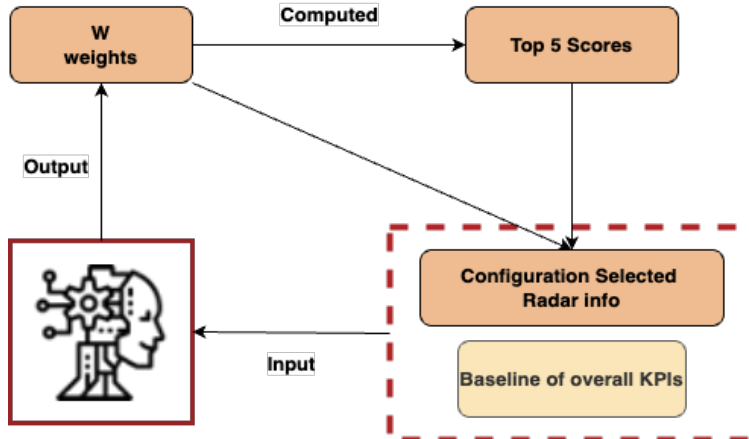 Computed
W
weights
Top 5 Scores
Output
Configuration Selected
Radar info
Input
Baseline of overall KPIs